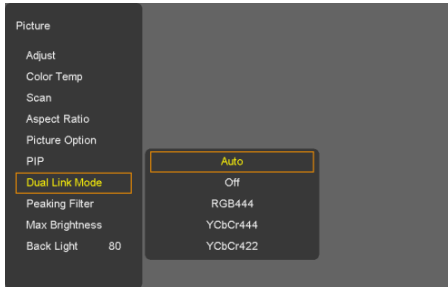 Picture
Adjust
Color Temp
Scan
Aspect Ratio
Picture Option
PIP
Dual Link Mode
Peaking Filter
Max Brightness
Back Light 80
Auto
Off
RGB444
YCbCr444
YCbCr422